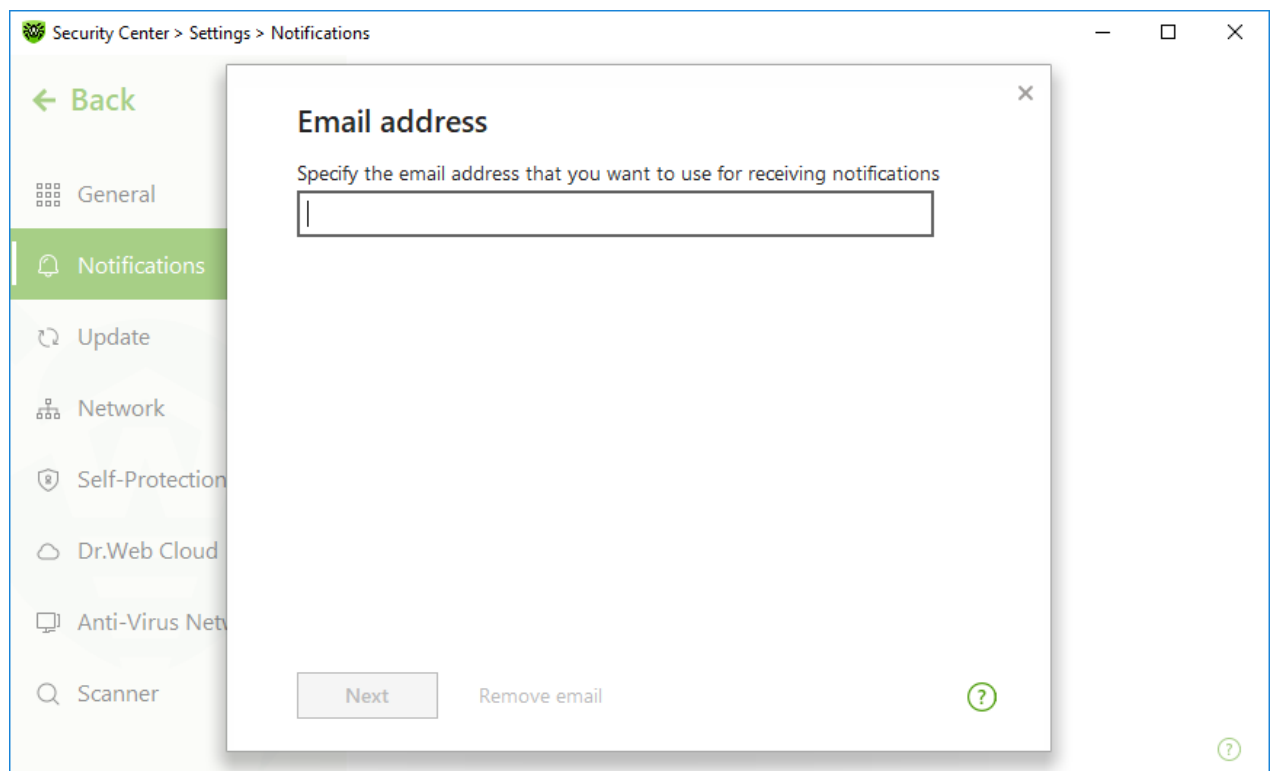 Security Center > Settings > Notifications
Back
General
Notifications
Update
Network
Self-Protection
Dr.Web Cloud
Anti-Virus Netw
Scanner
Email address
Specify the email address that you want to use for receiving notifications
Next Remove email
?
?